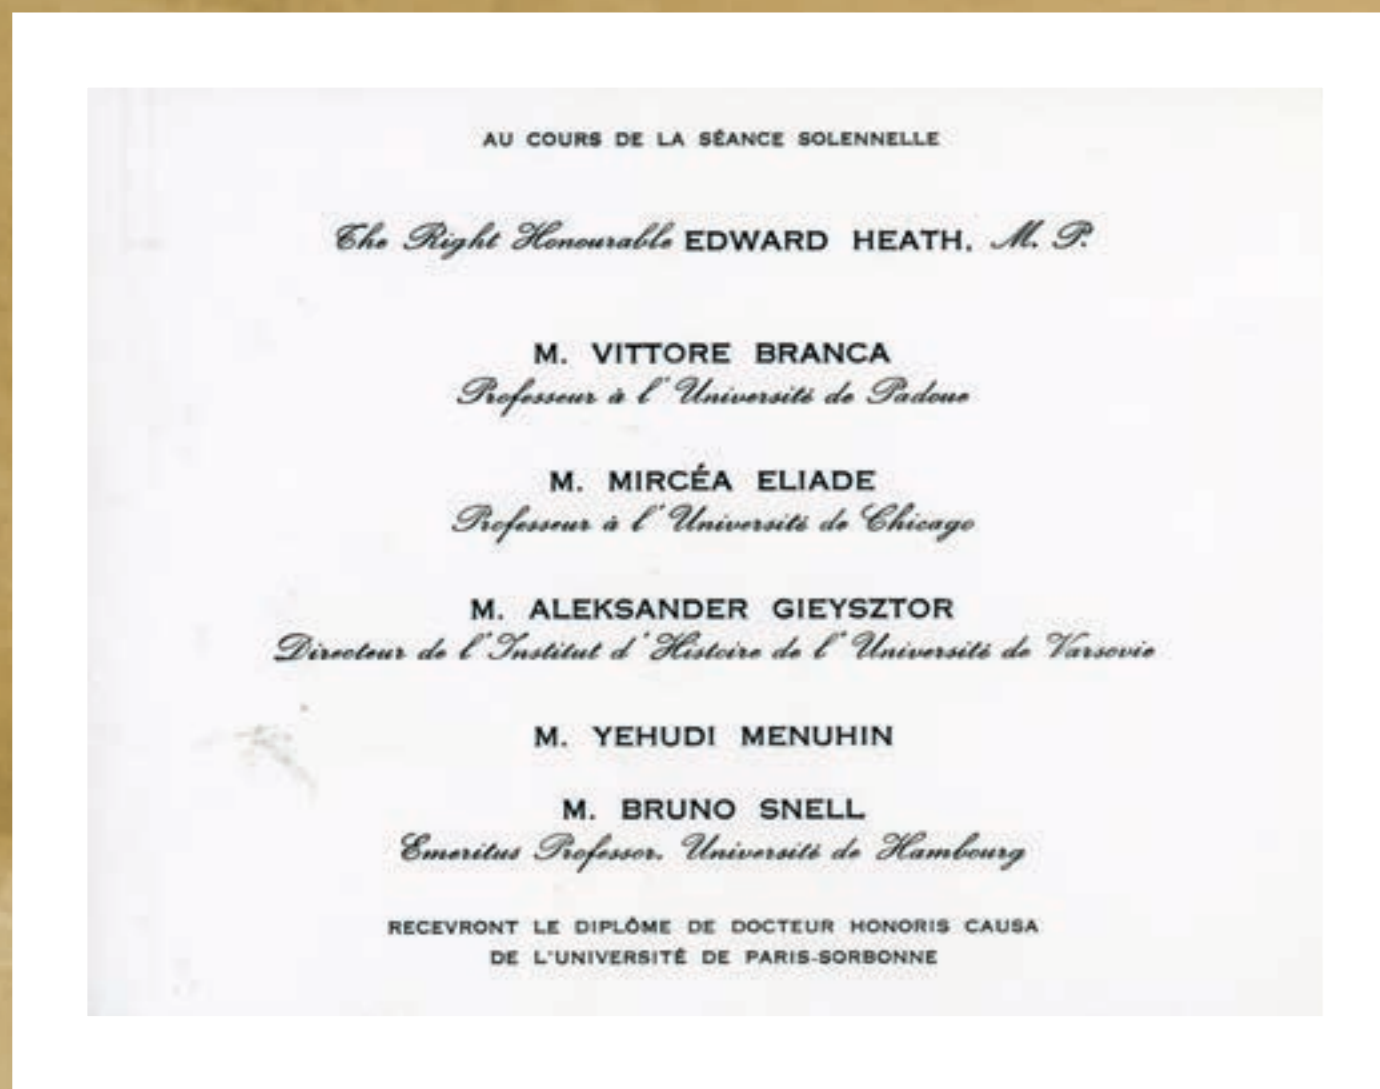 AU COURS DE LA SÉANCE SOLENNELLE
The Right Honourable EDWARD HEATH, M. P.
M. VITTORE BRANCA
Professeur à l'Université de Padoue
M. MIRCÉA ELIADE
Professeur à l'Université de Chicago
M. ALEKSANDER GIEYSZTOR
Directeur de l'Institut d'Histoire de l'Université de Varsovie
M. YEHUDI MENUHIN
M. BRUNO SNELL
Emeritus Professor, Université de Hambourg
RECEVRONT LE DIPLÔME DE DOCTEUR HONORIS CAUSA
DE L'UNIVERSITÉ DE PARIS-SORBONNE